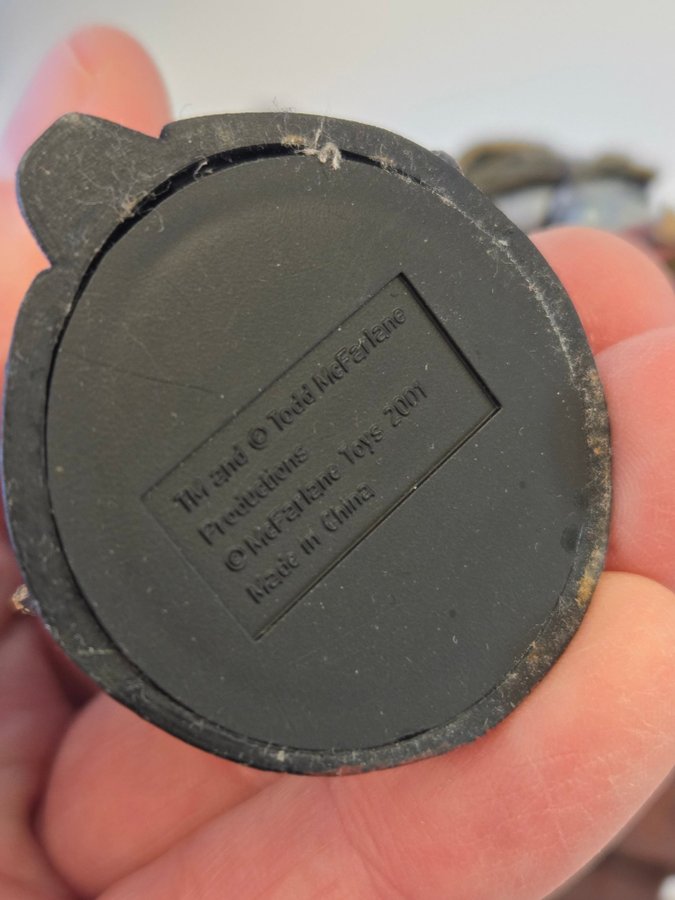 TM and © Todd McFarlane
Productions
© McFarlane Toys 2001
Made in China